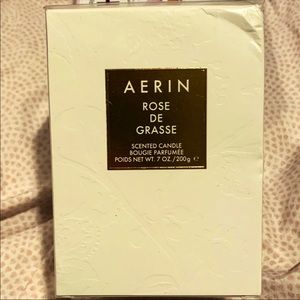 AERIN
ROSE
DE
GRASSE
SCENTED CANDLE
BOUGIE PARFUMÉE
POIDS NET WT. 7 OZ./200g ℮